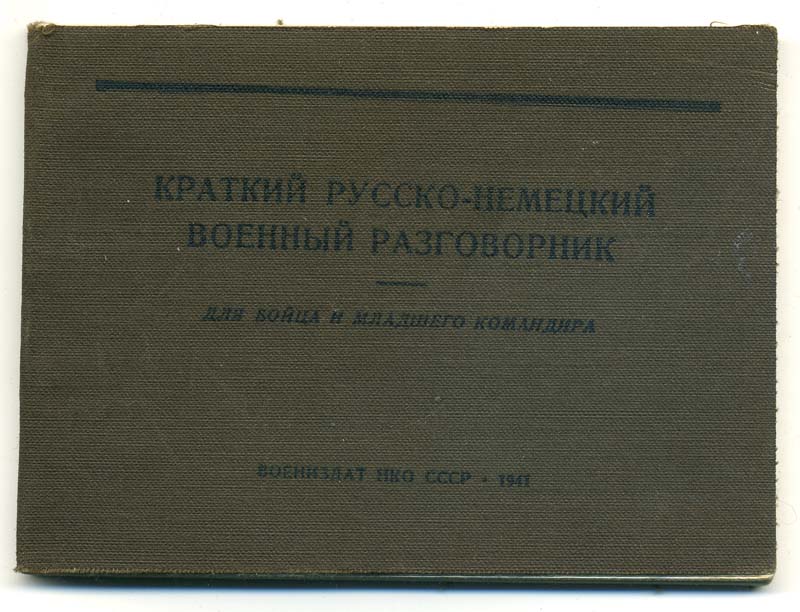 КРАТКИЙ РУССКО-НЕМЕЦКИЙ
ВОЕННЫЙ РАЗГОВОРНИК
ДЛЯ БОЙЦА И МЛАДШЕГО КОМАНДИРА
ВОЕНИЗДАТ НКО СССР • 1941